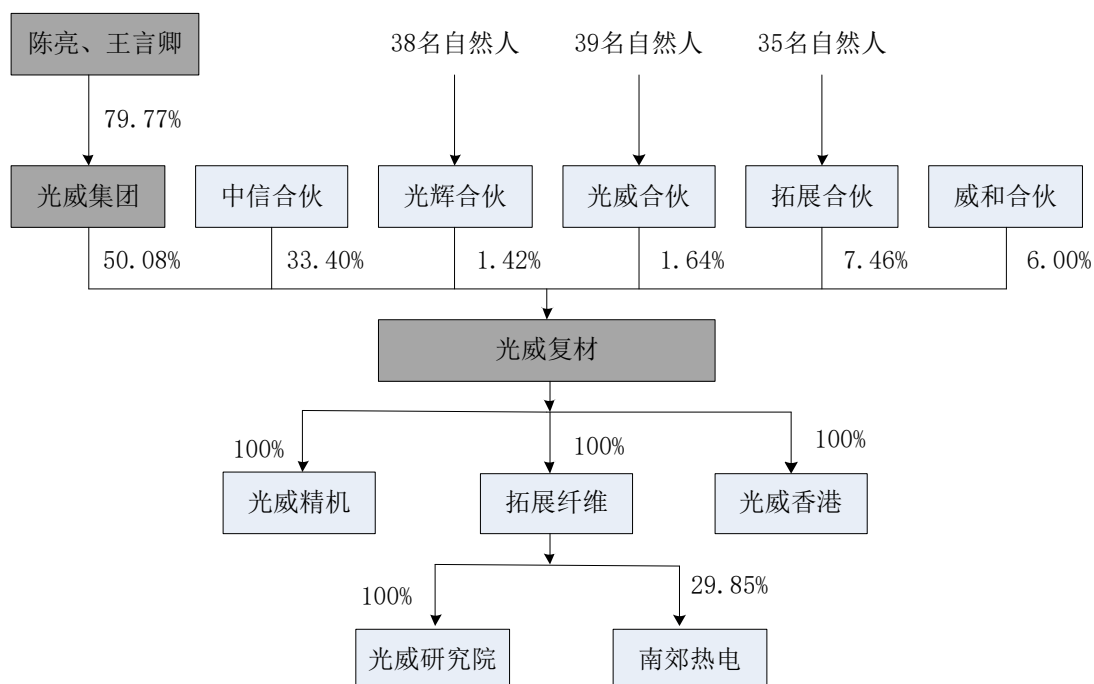 陈亮、王言卿
38名自然人
39名自然人
35名自然人
79.77%
光威集团
中信合伙
光辉合伙
光威合伙
拓展合伙
威和合伙
50.08%
33.40%
1.42%
1.64%
7.46%
6.00%
光威复材
100%
100%
100%
光威精机
拓展纤维
光威香港
100%
29.85%
光威研究院
南郊热电